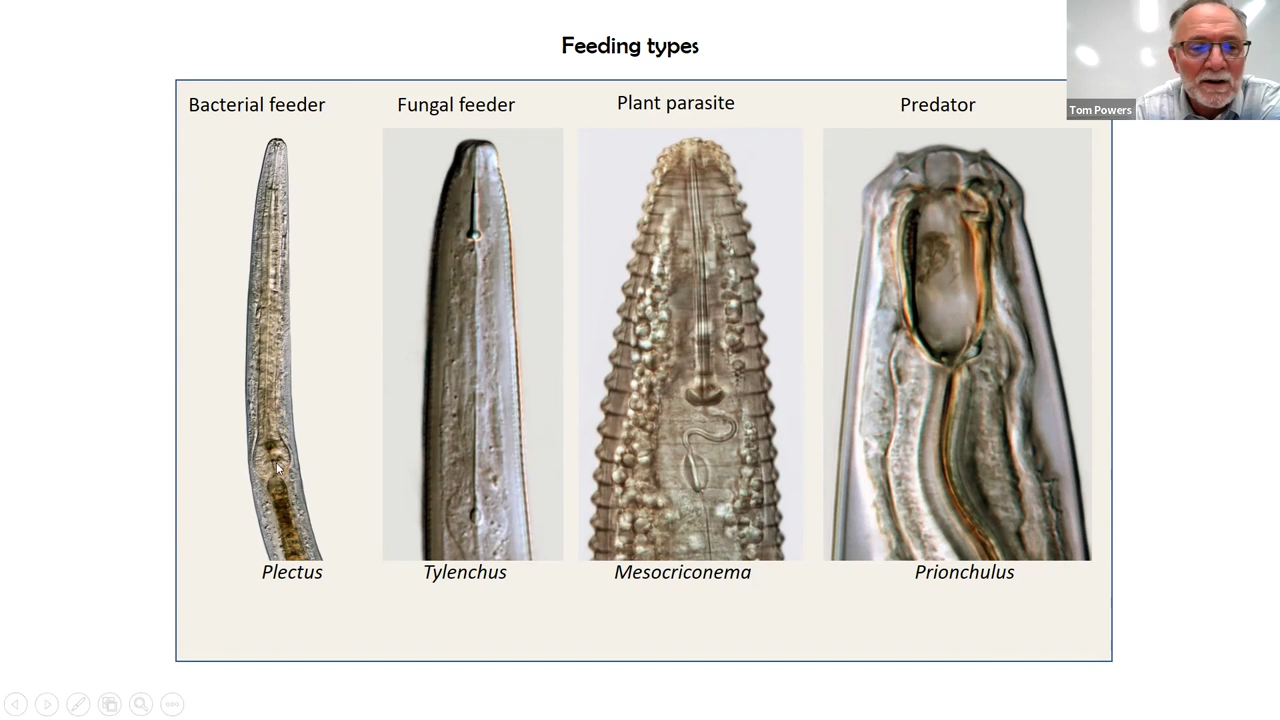 Feeding types
Tom Powers
Bacterial feeder
Fungal feeder
Plant parasite
Predator
Plectus
Tylenchus
Mesocriconema
Prionchulus